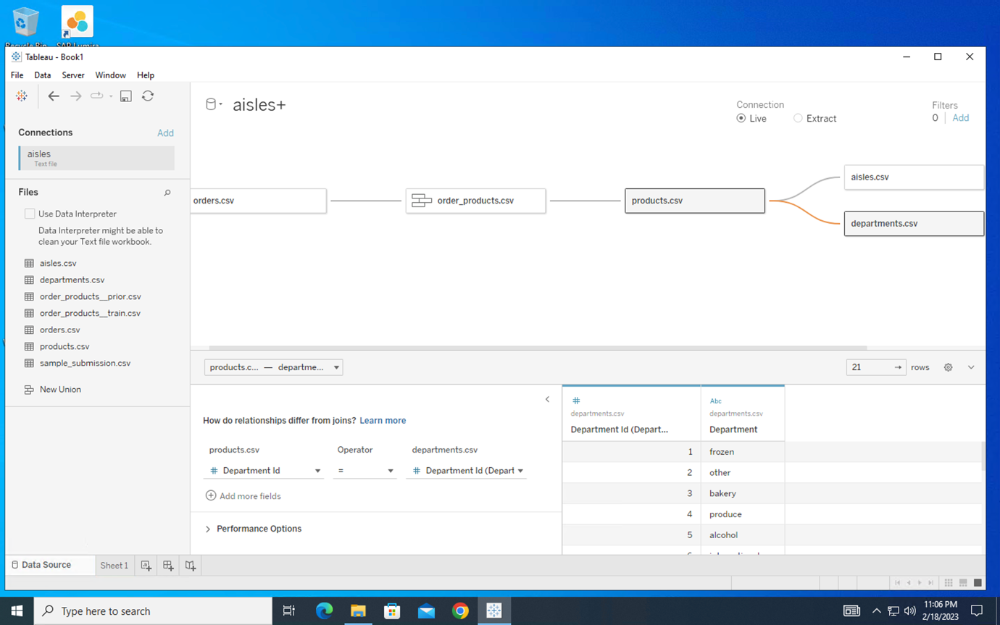 Recycle Bin
SAP Lumira
Tableau - Book1
File Data Server Window Help
aisles+
Connection
Live
Extract
Filters
0
Add
Connections
Add
aisles
Text file
Files
Use Data Interpreter
Data Interpreter might be able to
clean your Text file workbook.
aisles.csv
departments.csv
order_products__prior.csv
order_products__train.csv
orders.csv
products.csv
sample_submission.csv
New Union
orders.csv
order_products.csv
products.csv
aisles.csv
departments.csv
products.c... — departme...
21
rows
How do relationships differ from joins? Learn more
products.csv Operator departments.csv
# Department Id = # Department Id (Depart
Add more fields
Performance Options
# Abc
departments.csv departments.csv
Department Id (Depart... Department
1 frozen
2 other
3 bakery
4 produce
5 alcohol
Data Source
Sheet 1
Type here to search
11:06 PM
2/18/2023